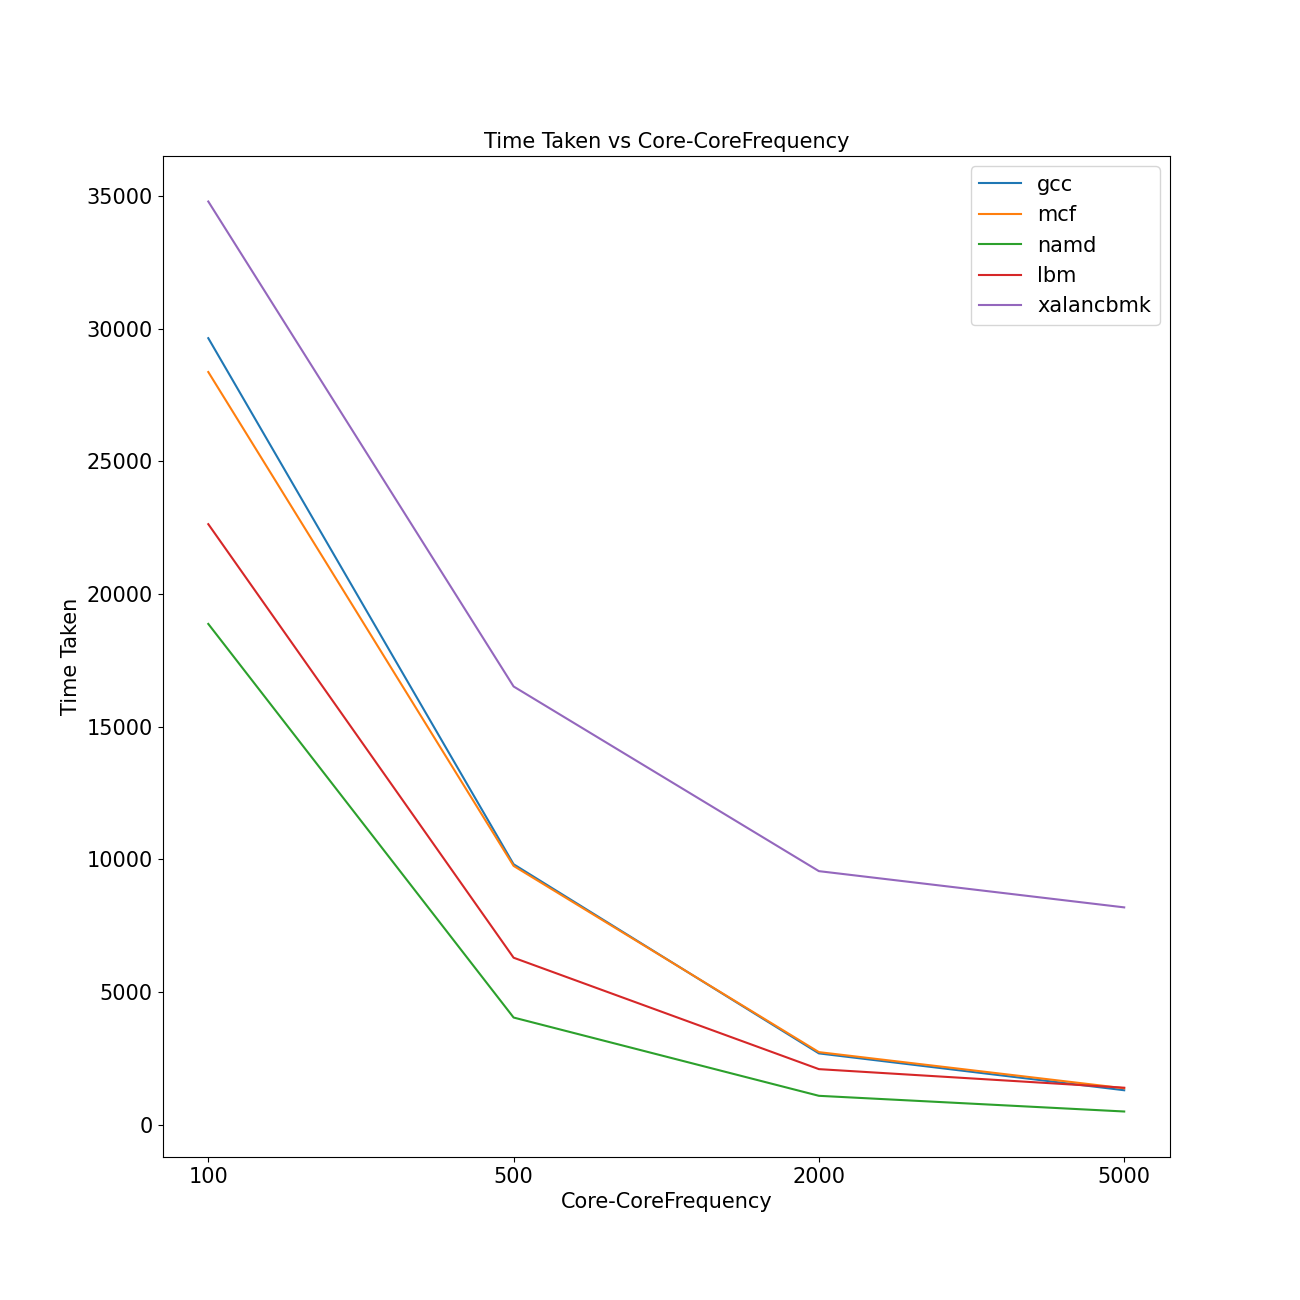 Time Taken vs Core-CoreFrequency
gcc
mcf
namd
lbm
xalancbmk
35000
30000
25000
20000
15000
10000
5000
0
Time Taken
100 500 2000 5000
Core-CoreFrequency